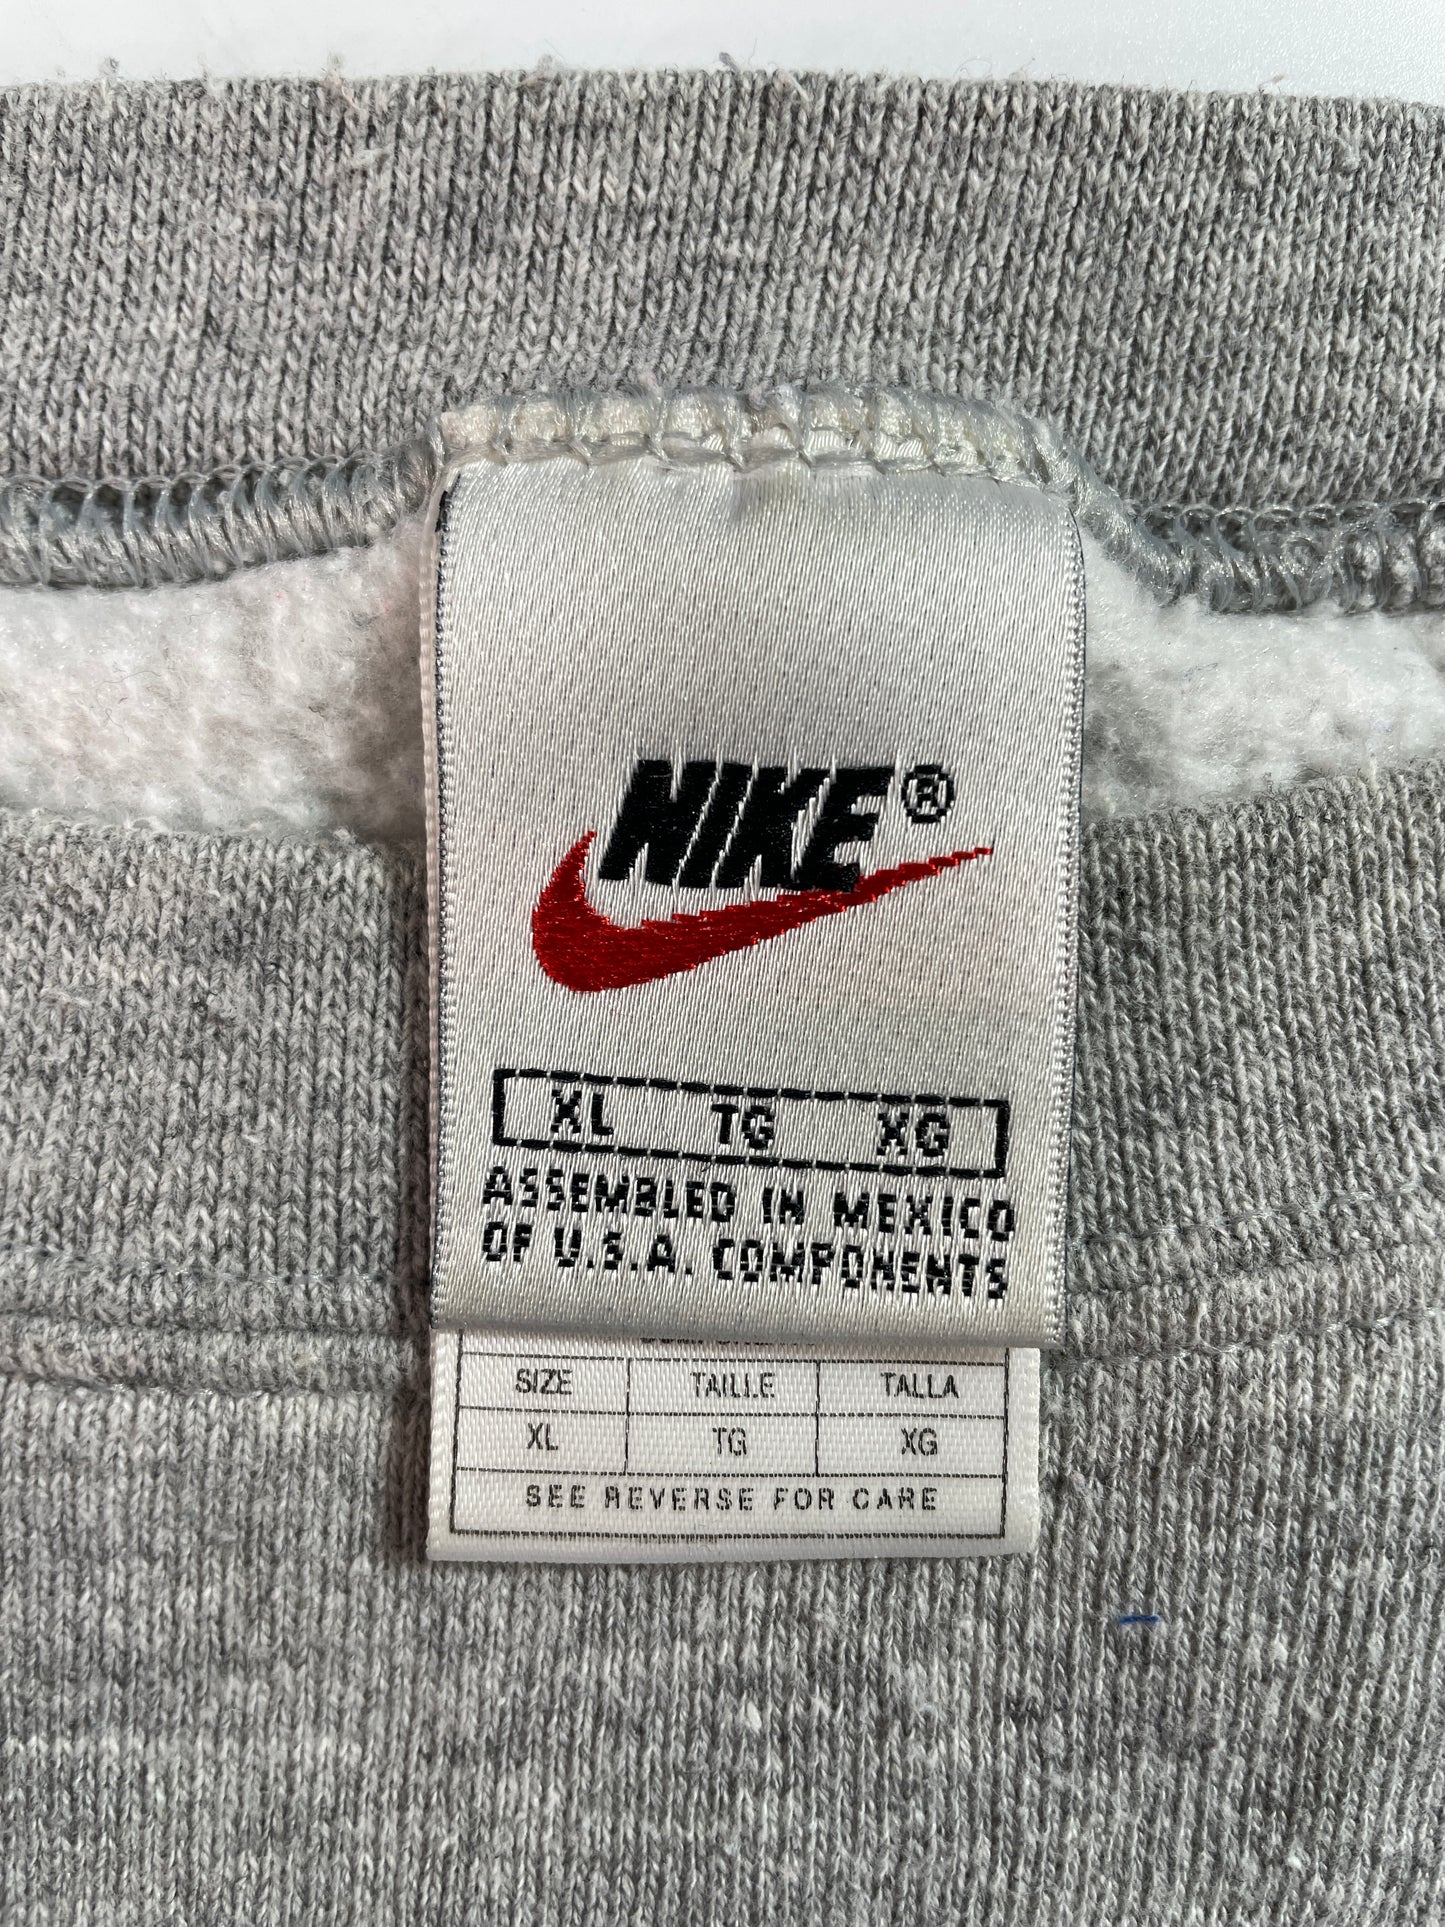 NIKE®
XL TG XG
ASSEMBLED IN MEXICO
OF U.S.A. COMPONENTS
SIZE TAILLE TALLA
XL TG XG
SEE REVERSE FOR CARE